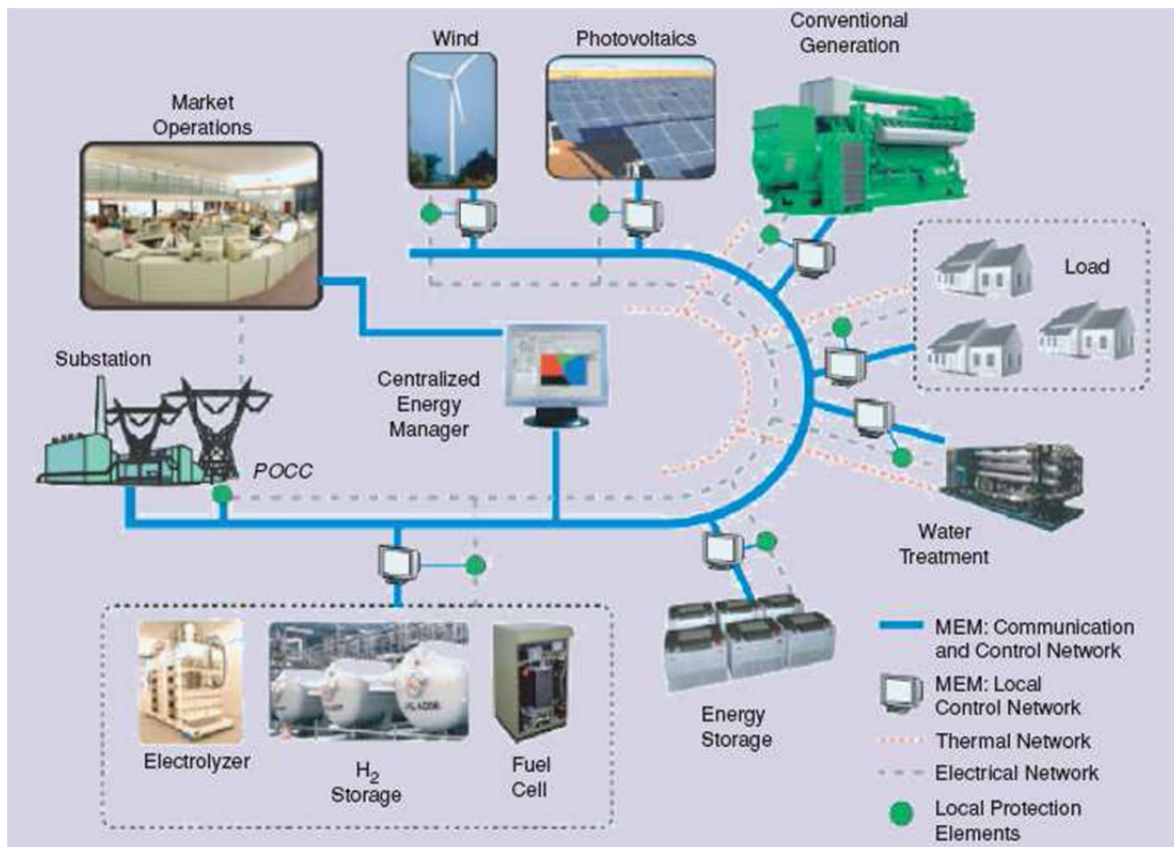 Wind
Photovoltaics
Conventional
Generation
Market
Operations
Load
Substation
Centralized
Energy
Manager
POCC
Water
Treatment
Electrolyzer
H2
Storage
Fuel
Cell
Energy
Storage
MEM: Communication
and Control Network
MEM: Local
Control Network
Thermal Network
Electrical Network
Local Protection
Elements